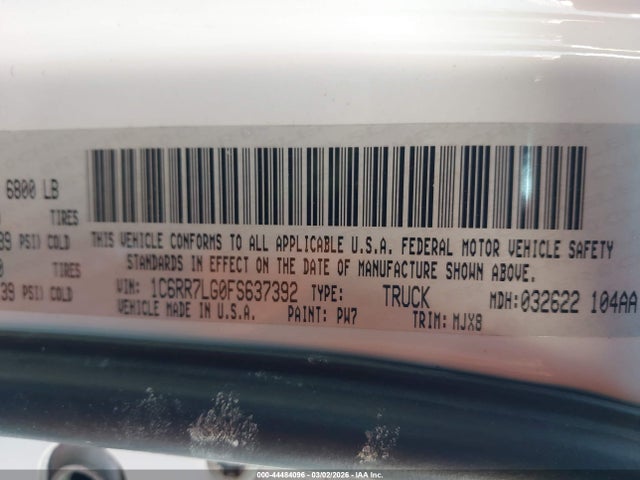 6800 LB
TIRES
39 PSI) COLD
TIRES
39 PSI) COLD
THIS VEHICLE CONFORMS TO ALL APPLICABLE U.S.A. FEDERAL MOTOR VEHICLE SAFETY
STANDARDS IN EFFECT ON THE DATE OF MANUFACTURE SHOWN ABOVE.
VIN: 1C6RR7LG0FS637392 TYPE: TRUCK MDH: 032622 104AA
VEHICLE MADE IN U.S.A. PAINT: PW7 TRIM: MJX8
000-44484096 - 03/02/2026 - IAA Inc.